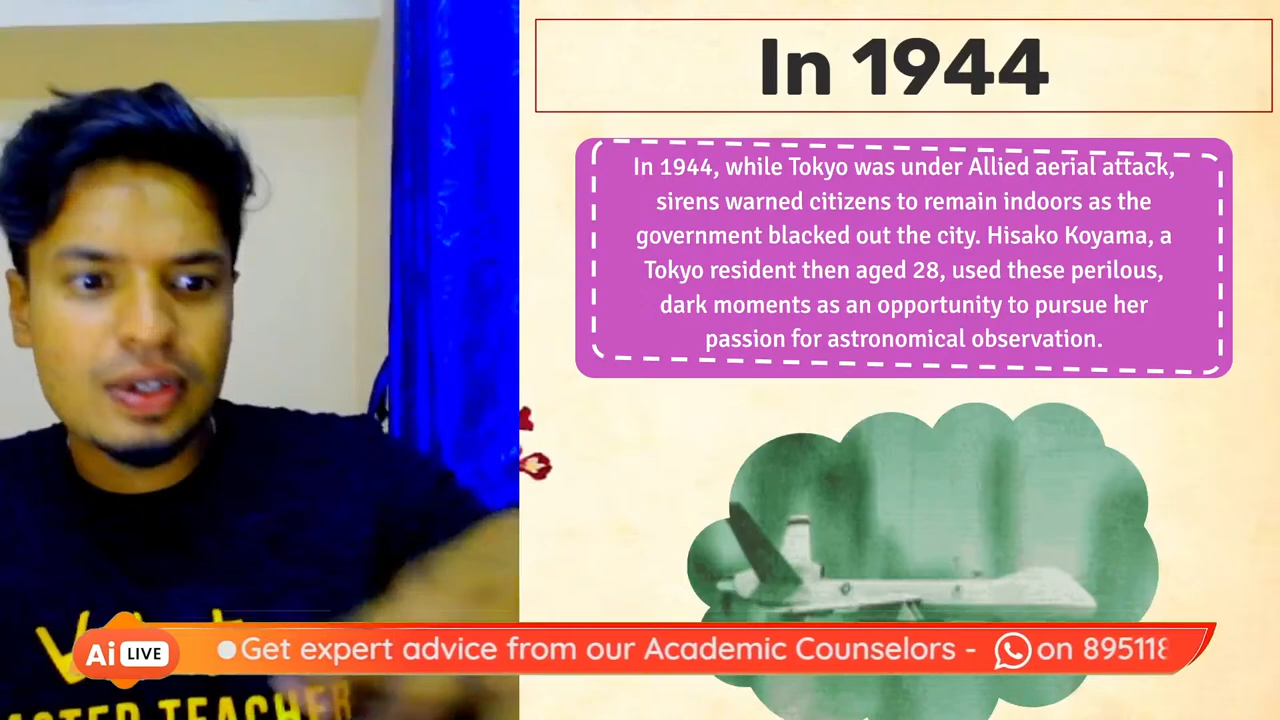 In 1944
In 1944, while Tokyo was under Allied aerial attack,
sirens warned citizens to remain indoors as the
government blacked out the city. Hisako Koyama, a
Tokyo resident then aged 28, used these perilous,
dark moments as an opportunity to pursue her
passion for astronomical observation.
Ai LIVE
Get expert advice from our Academic Counselors - on 895118
TEACHER